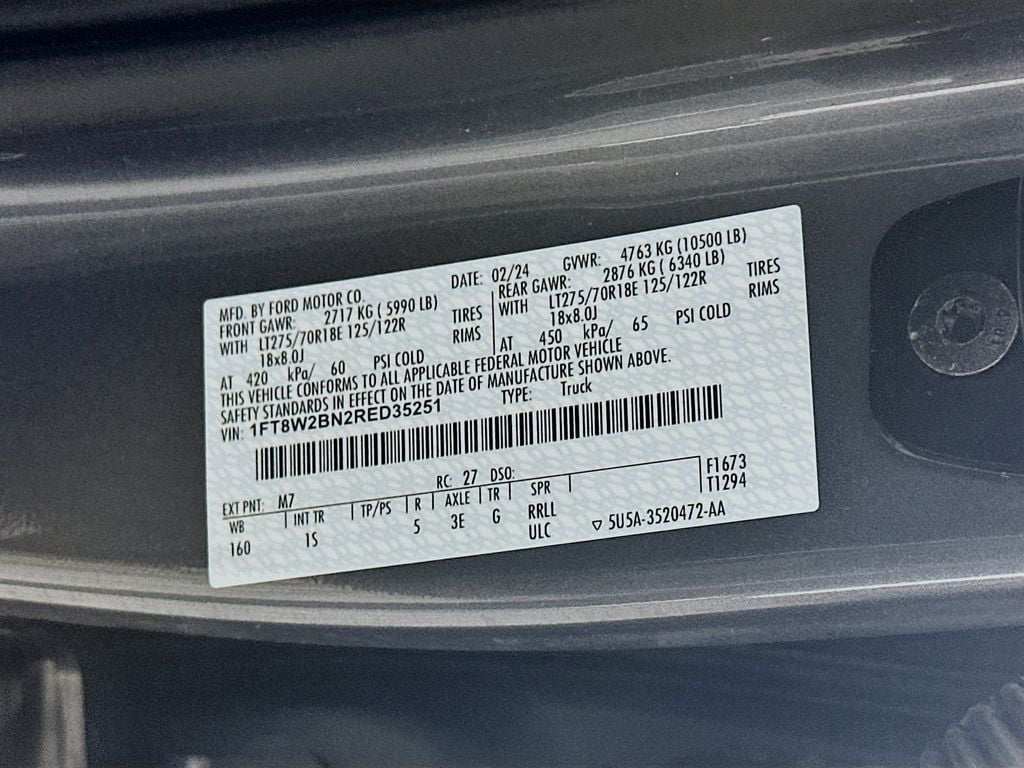 MFD. BY FORD MOTOR CO.
DATE: 02/24 GVWR: 4763 KG (10500 LB)
FRONT GAWR: 2717 KG ( 5990 LB)
REAR GAWR: 2876 KG ( 6340 LB)
WITH LT275/70R18E 125/122R TIRES
WITH LT275/70R18E 125/122R TIRES
18x8.0J RIMS
18x8.0J RIMS
AT 420 kPa/ 60 PSI COLD
AT 450 kPa/ 65 PSI COLD
THIS VEHICLE CONFORMS TO ALL APPLICABLE FEDERAL MOTOR VEHICLE
SAFETY STANDARDS IN EFFECT ON THE DATE OF MANUFACTURE SHOWN ABOVE.
VIN: 1FT8W2BN2RED35251 TYPE: Truck
EXT PNT: M7 RC: 27 DSO: F1673
WB INT TR TP/PS R AXLE TR SPR T1294
160 1S 5 3E G RRLL
ULC 5U5A-3520472-AA